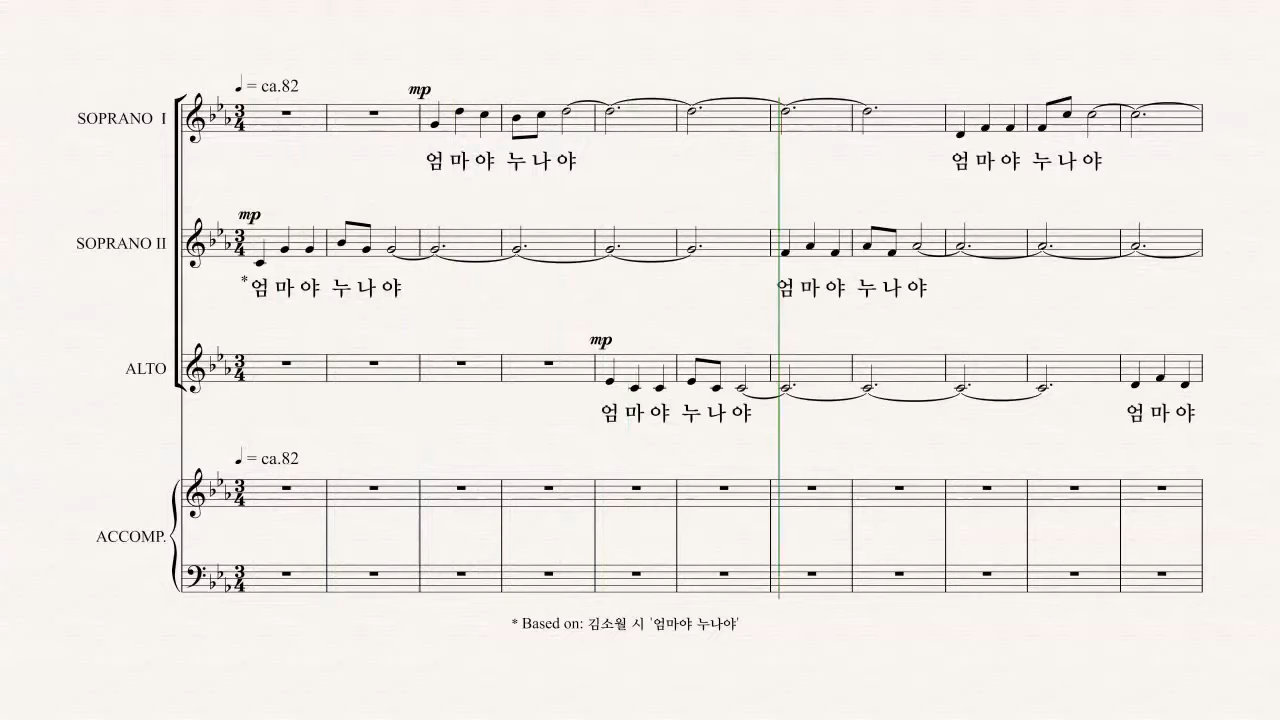 ♩ = ca.82
mp
SOPRANO I
엄 마 야 누 나 야 엄 마 야 누 나 야
mp
SOPRANO II
*엄 마 야 누 나 야 엄 마 야 누 나 야
mp
ALTO
엄 마 야 누 나 야 엄 마 야
♩ = ca.82
ACCOMP.
* Based on: 김소월 시 '엄마야 누나야'